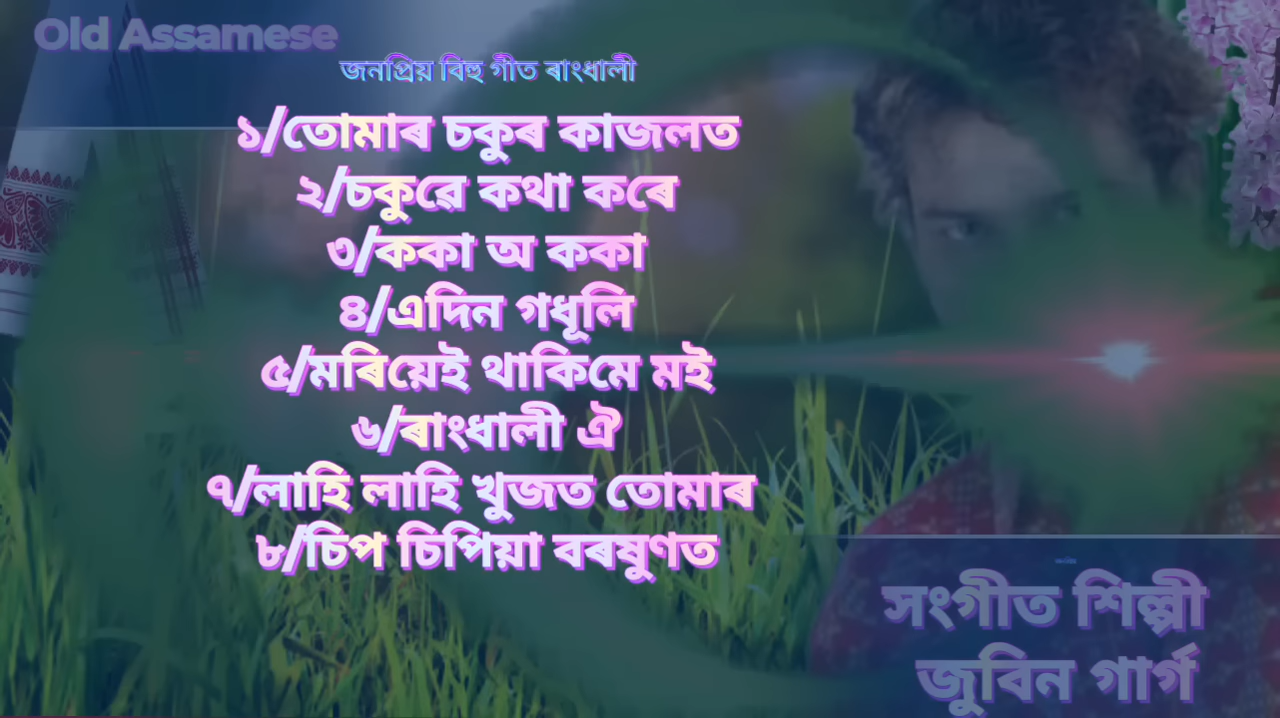 Old Assamese
জনপ্ৰিয় বিহু গীত ৰাংধালী
১/তোমাৰ চকুৰ কাজলত
২/চকুৱে কথা কৰে
৩/ককা অ ককা
৪/এদিন গধূলি
৫/মৰিয়েই থাকিমে মই
৬/ৰাংধালী ঐ
৭/লাহি লাহি খুজত তোমাৰ
৮/চিপ চিপিয়া বৰষুণত
সংগীত শিল্পী
জুবিন গাৰ্গ